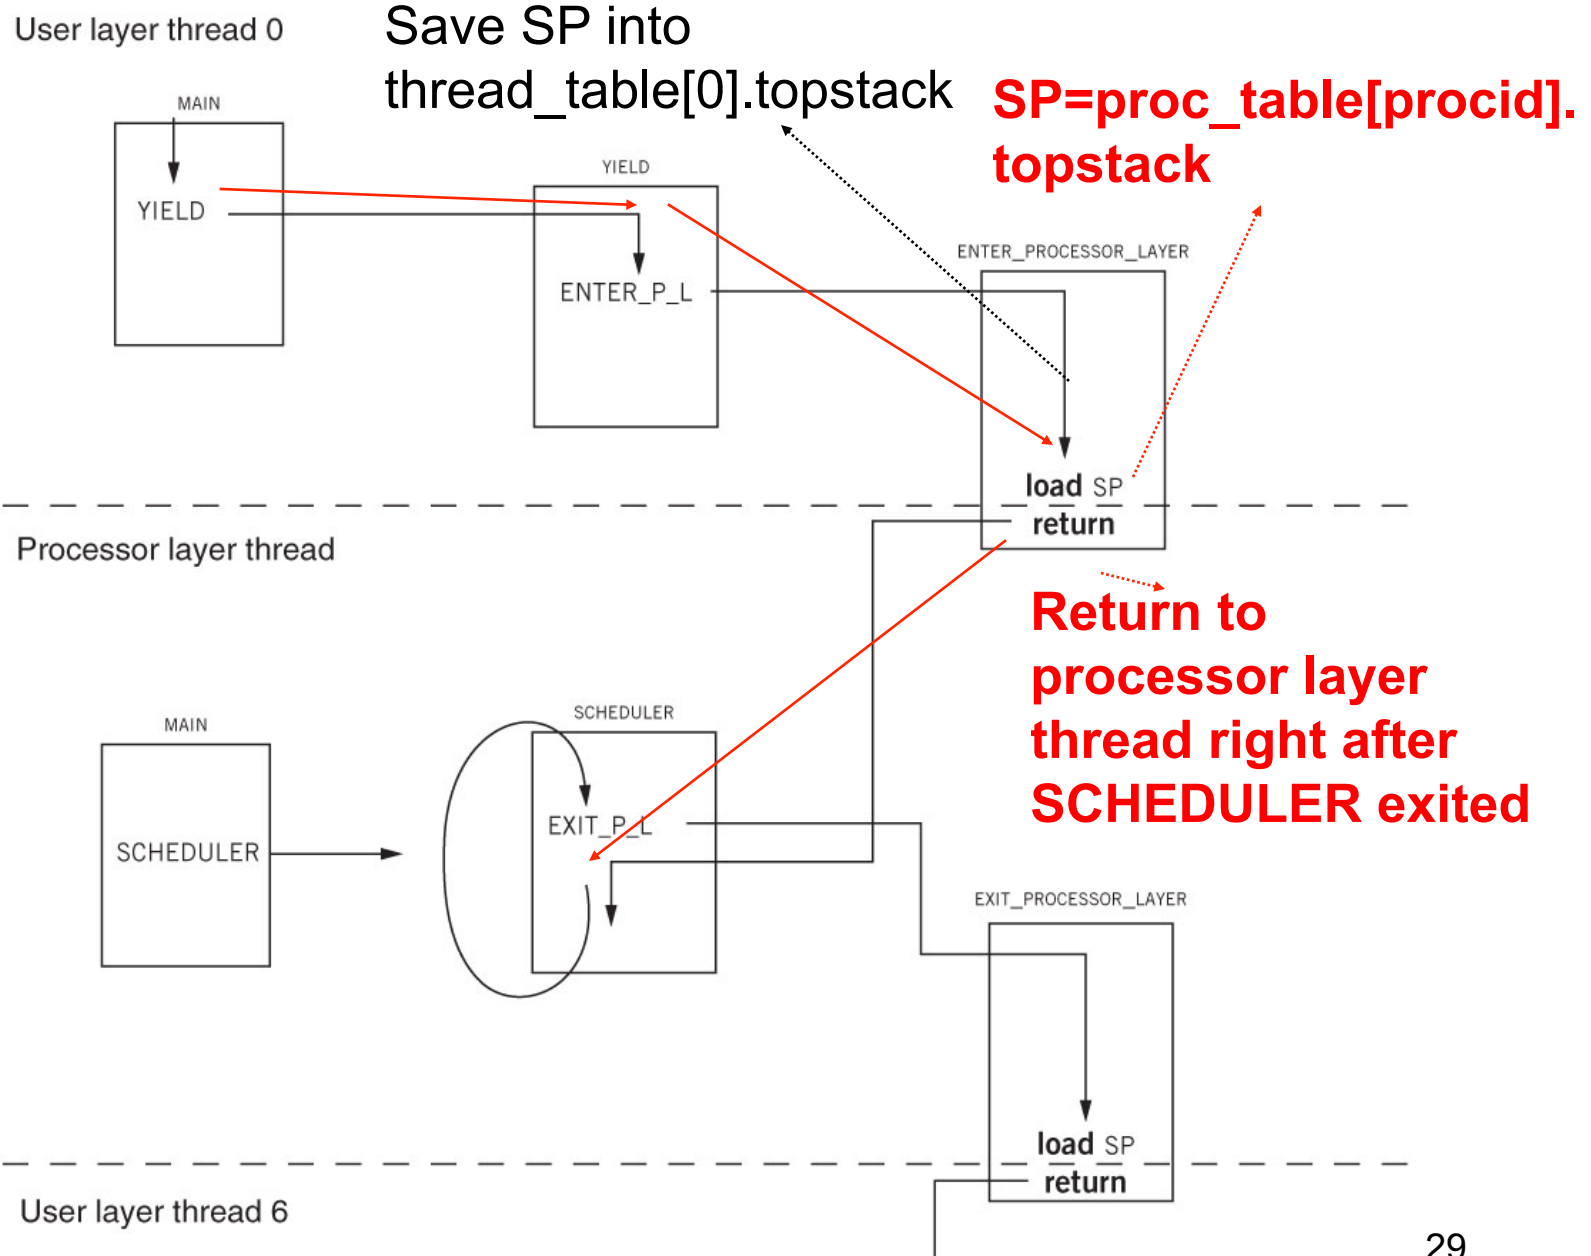 User layer thread 0
Save SP into
thread_table[0].topstack
SP=proc_table[procid].
topstack
MAIN
YIELD
YIELD
ENTER_P_L
ENTER_PROCESSOR_LAYER
load SP
return
Processor layer thread
Return to
processor layer
thread right after
SCHEDULER exited
MAIN
SCHEDULER
SCHEDULER
EXIT_P_L
EXIT_PROCESSOR_LAYER
load SP
return
User layer thread 6
29